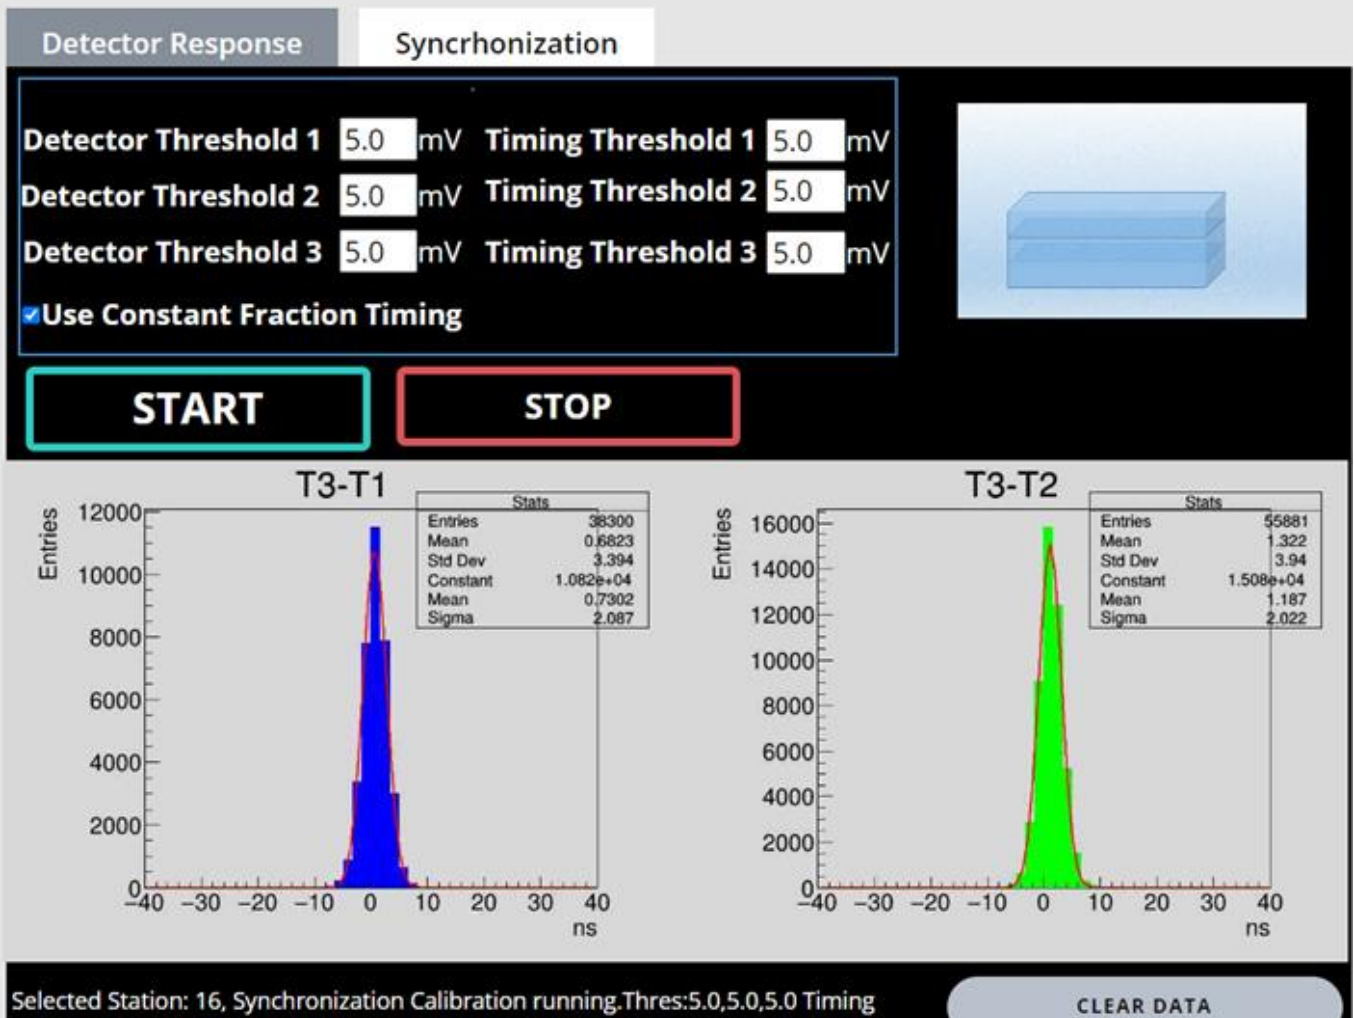 Detector Response
Syncrhonization
Detector Threshold 1 5.0 mV Timing Threshold 1 5.0 mV
Detector Threshold 2 5.0 mV Timing Threshold 2 5.0 mV
Detector Threshold 3 5.0 mV Timing Threshold 3 5.0 mV
Use Constant Fraction Timing
START
STOP
T3-T1
Stats
Entries 38300
Mean 0.6823
Std Dev 3.394
Constant 1.082e+04
Mean 0.7302
Sigma 2.087
Entries
12000
10000
8000
6000
4000
2000
0
−40 −30 −20 −10 0 10 20 30 40
ns
T3-T2
Stats
Entries 55881
Mean 1.322
Std Dev 3.94
Constant 1.508e+04
Mean 1.187
Sigma 2.022
Entries
16000
14000
12000
10000
8000
6000
4000
2000
0
−40 −30 −20 −10 0 10 20 30 40
ns
Selected Station: 16, Synchronization Calibration running.Thres:5.0,5.0,5.0 Timing
CLEAR DATA